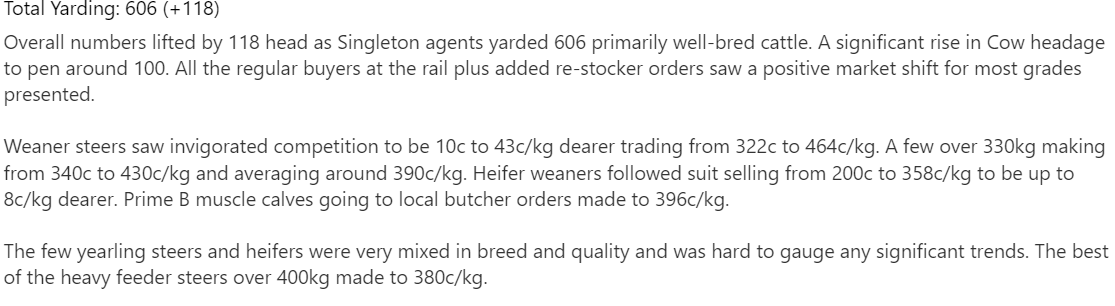 Total Yarding: 606 (+118)
Overall numbers lifted by 118 head as Singleton agents yarded 606 primarily well-bred cattle. A significant rise in Cow headage
to pen around 100. All the regular buyers at the rail plus added re-stocker orders saw a positive market shift for most grades
presented.
Weaner steers saw invigorated competition to be 10c to 43c/kg dearer trading from 322c to 464c/kg. A few over 330kg making
from 340c to 430c/kg and averaging around 390c/kg. Heifer weaners followed suit selling from 200c to 358c/kg to be up to
8c/kg dearer. Prime B muscle calves going to local butcher orders made to 396c/kg.
The few yearling steers and heifers were very mixed in breed and quality and was hard to gauge any significant trends. The best
of the heavy feeder steers over 400kg made to 380c/kg.